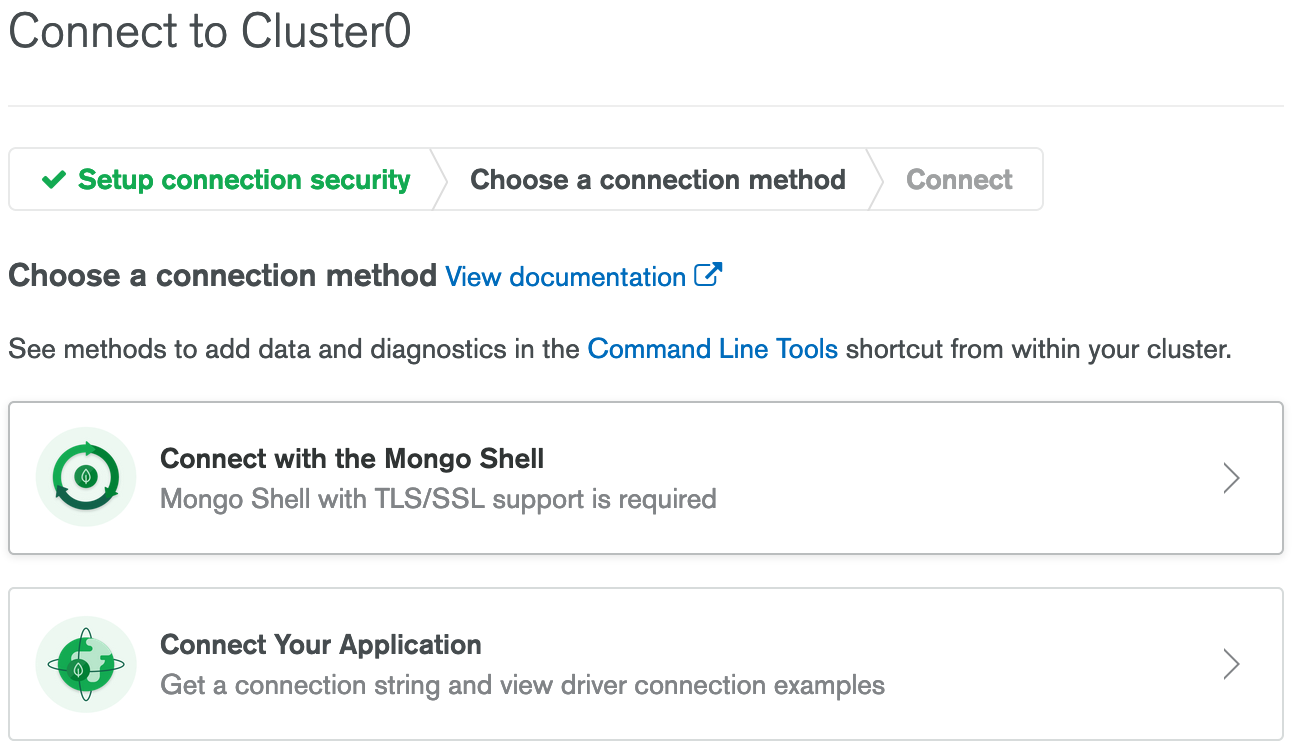 Connect to Cluster0
Setup connection security
Choose a connection method
Connect
Choose a connection method View documentation
See methods to add data and diagnostics in the Command Line Tools shortcut from within your cluster.
Connect with the Mongo Shell
Mongo Shell with TLS/SSL support is required
Connect Your Application
Get a connection string and view driver connection examples